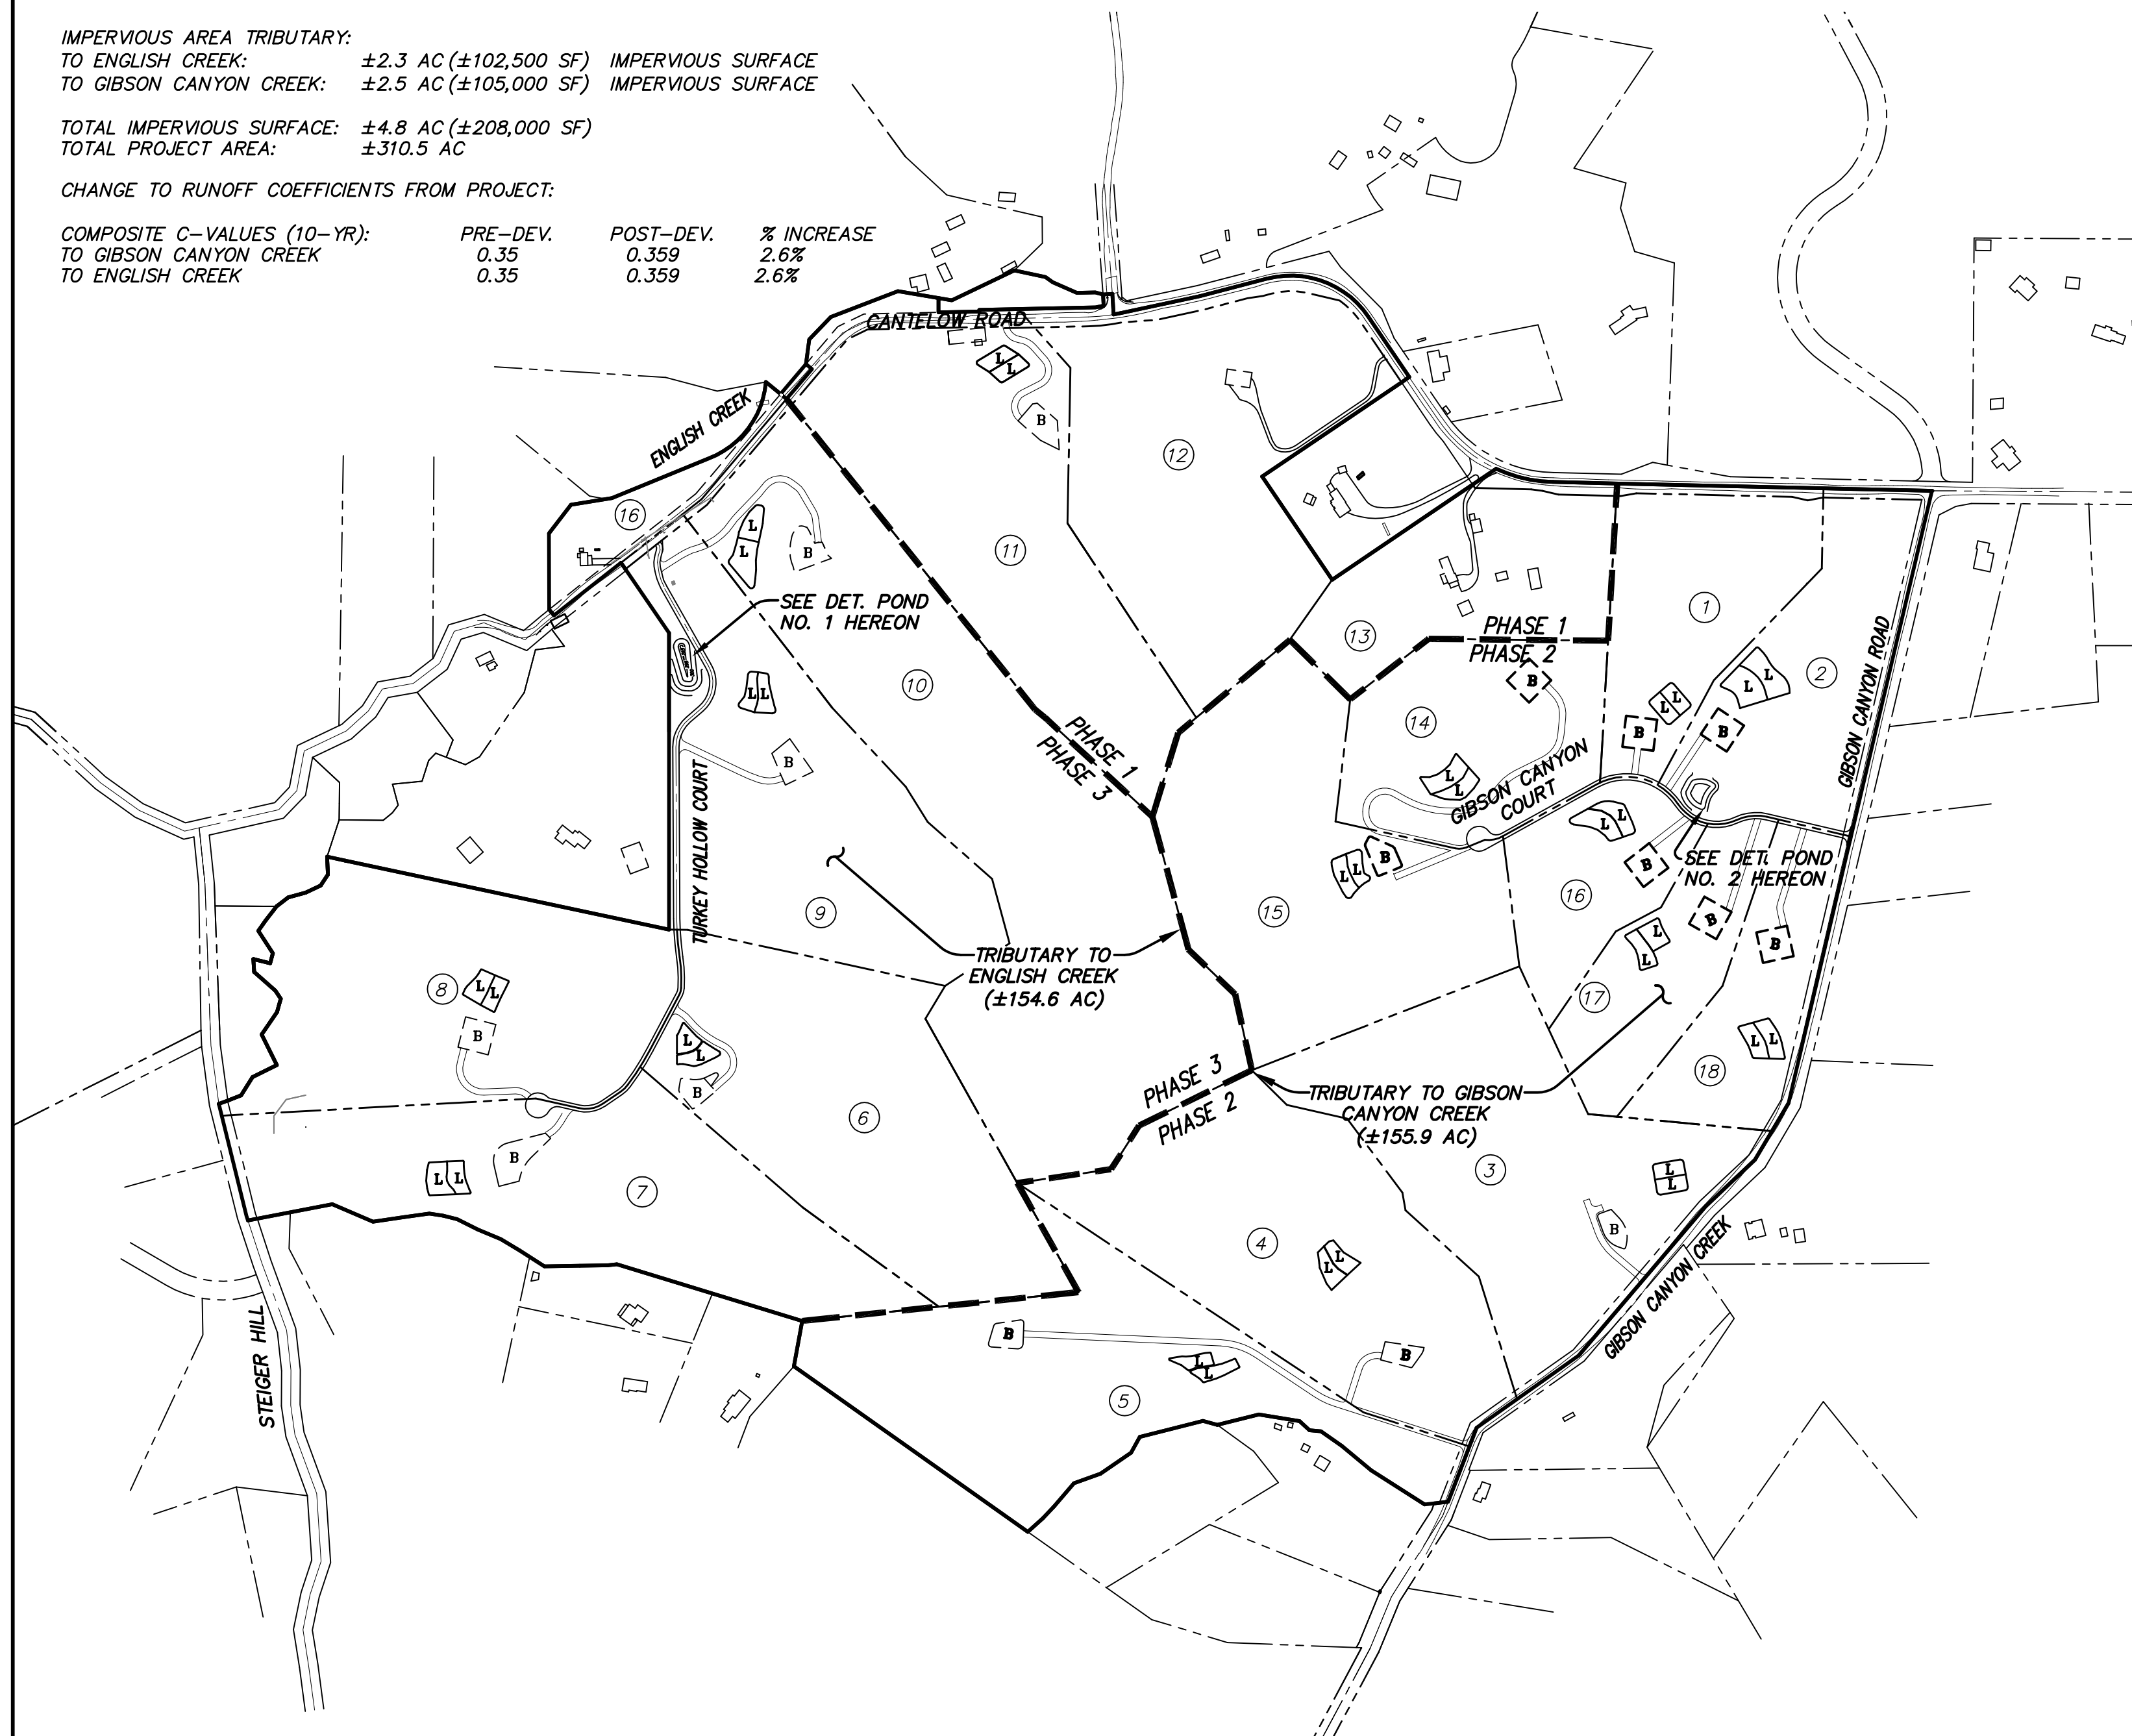 IMPERVIOUS AREA TRIBUTARY:
TO ENGLISH CREEK: ±2.3 AC (±102,500 SF) IMPERVIOUS SURFACE
TO GIBSON CANYON CREEK: ±2.5 AC (±105,000 SF) IMPERVIOUS SURFACE
TOTAL IMPERVIOUS SURFACE: ±4.8 AC (±208,000 SF)
TOTAL PROJECT AREA: ±310.5 AC
CHANGE TO RUNOFF COEFFICIENTS FROM PROJECT:
COMPOSITE C-VALUES (10-YR): PRE-DEV. POST-DEV. % INCREASE
TO GIBSON CANYON CREEK 0.35 0.359 2.6%
TO ENGLISH CREEK 0.35 0.359 2.6%
CANTELOW ROAD
L
L
B
ENGLISH CREEK
12
16
L
L
B
11
SEE DET. POND
NO. 1 HEREON
1
13
PHASE 1
PHASE 2
10
L L
B
2
L
L
L
L
B
B
B
GIBSON CANYON ROAD
14
PHASE 1
PHASE 3
B
TURKEY HOLLOW COURT
L
L
GIBSON CANYON
COURT
L
L
SEE DET. POND
NO. 2 HEREON
B
B
L
L
9
15
16
B
B
L
L
TRIBUTARY TO
ENGLISH CREEK
(±154.6 AC)
8
L
L
B
17
L
L
B
L
L
18
6
PHASE 3
PHASE 2
TRIBUTARY TO GIBSON
CANYON CREEK
(±155.9 AC)
B
L L
7
3
L
L
B
4
L
L
GIBSON CANYON CREEK
STEIGER HILL
B
L
L
B
5